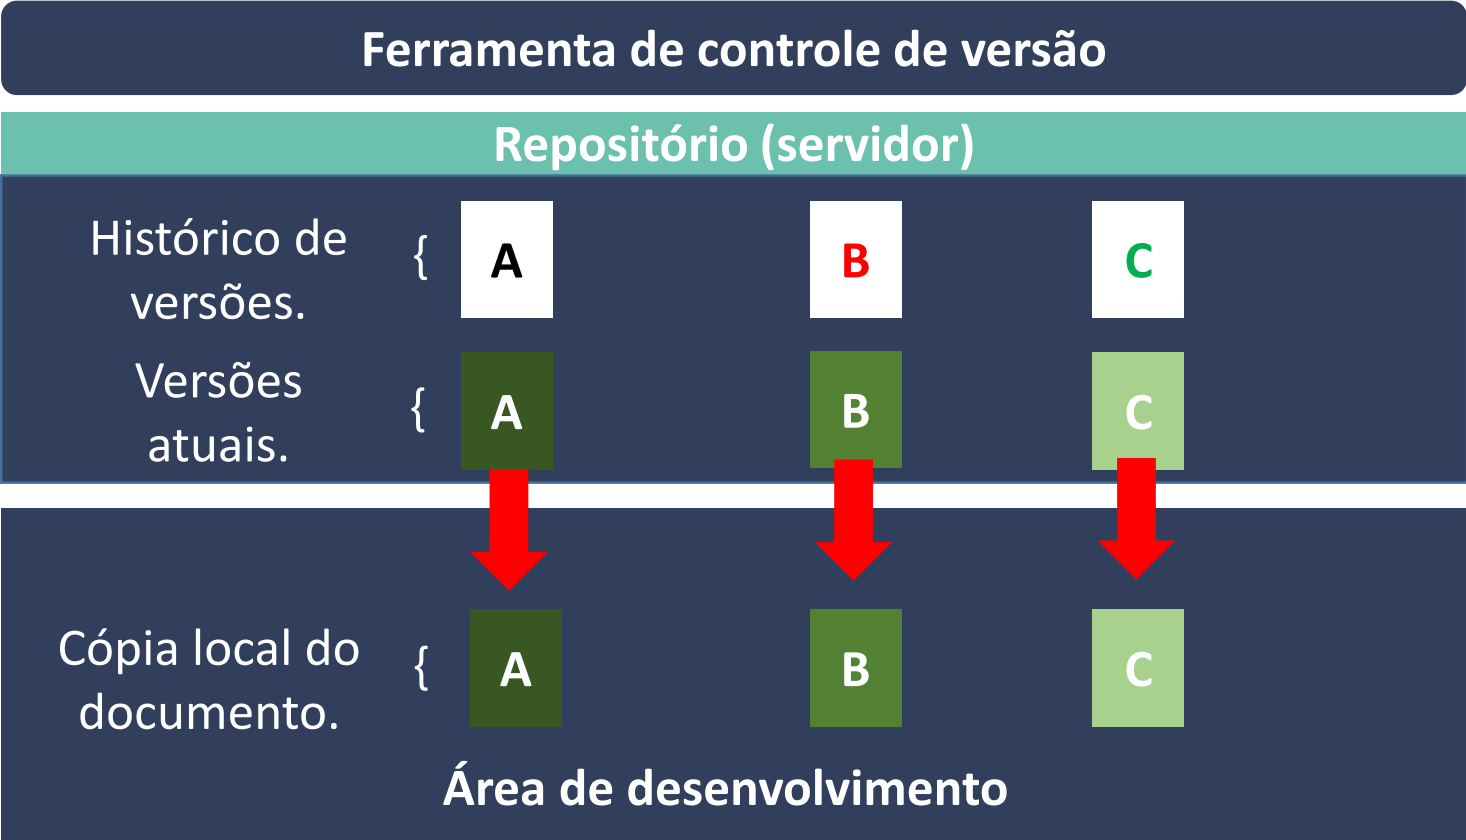 Ferramenta de controle de versão
Repositório (servidor)
Histórico de
versões.
{ A B C
Versões
atuais.
{ A B C
Cópia local do
documento.
{ A B C
Área de desenvolvimento